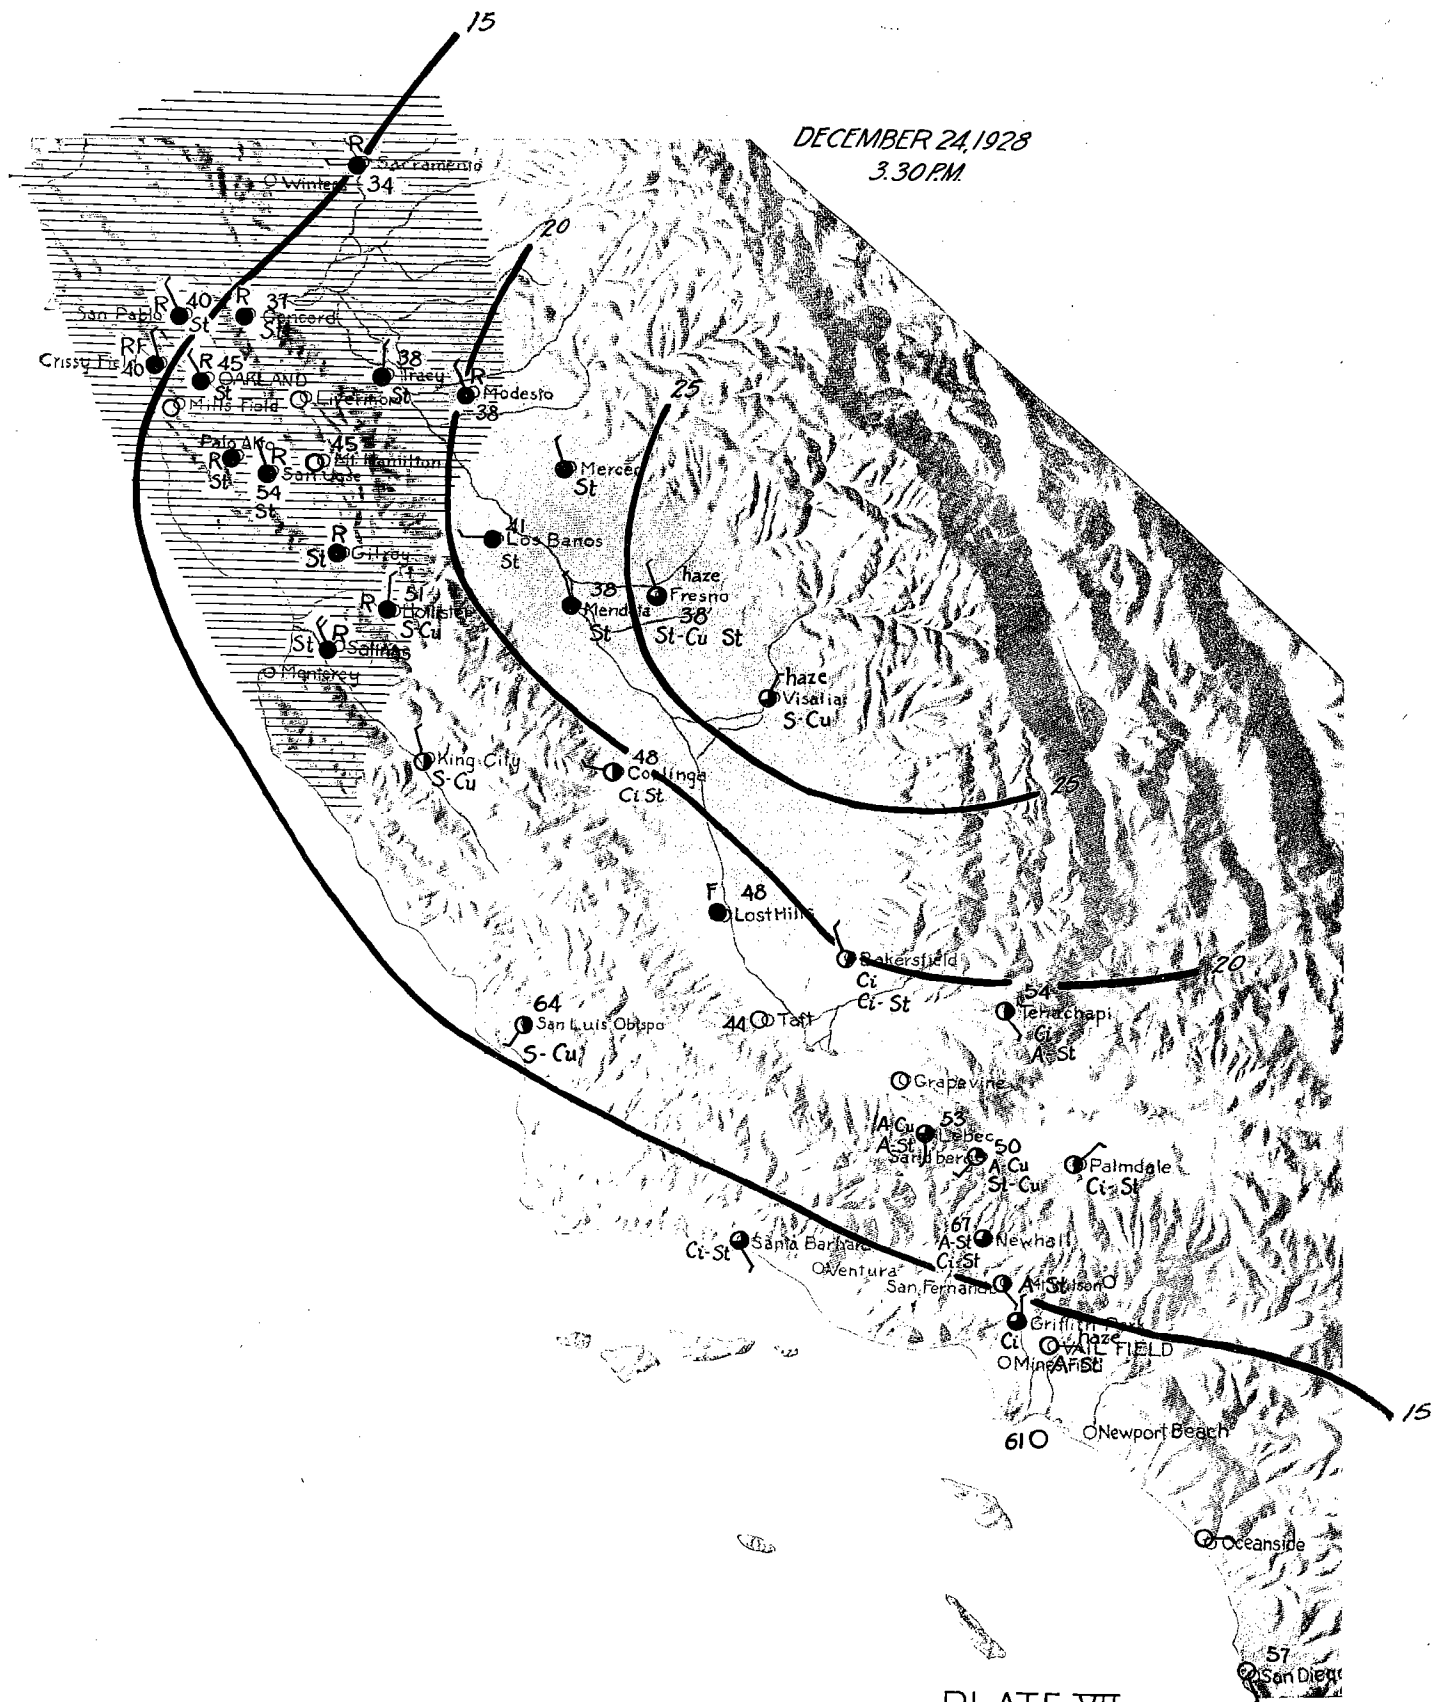 15
DECEMBER 24, 1928
3.30 P.M.
R
Sacramento
Winters
34
20
R 40 R 37
San Pablo
St
Concord
St
RF
Crissy Field
40
R 45
OAKLAND
St
Mills Field
Livermore
38
Tracy
St
R
Modesto
38
25
Palo Alto
R
St
R
San Jose
54
St
45
Mt. Hamilton
Merced
St
41
Los Banos
St
R
St Gilroy
51
R Hollister
S-Cu
38
Mendota
St
haze
Fresno
38
St-Cu St
F
R
St Salinas
Monterey
haze
Visalia
S-Cu
King City
S-Cu
48
Coalinga
Ci St
25
F 48
Lost Hills
Bakersfield
Ci
Ci-St
20
64
San Luis Obispo
S-Cu
44 Taft
54
Tehachapi
Ci
A-St
Grapevine
A-Cu 53
A-St Lebec
Sandberg 50
A-Cu
St-Cu
Palmdale
Ci-St
67
A-St Newhall
Ci-St
Ci-St Santa Barbara
Ventura
San Fernando
A-St
Wilson
Griffith Park
Ci
haze
VAIL FIELD
A-St
Mines Field
15
61
Newport Beach
Oceanside
57
San Diego
PLATE VII